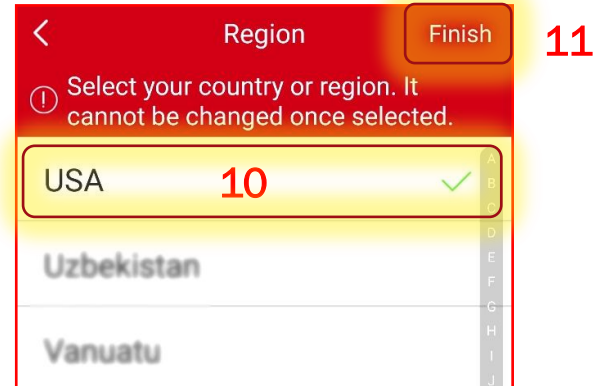 Region
Finish
11
Select your country or region. It
cannot be changed once selected.
USA
10
Uzbekistan
Vanuatu
A
B
C
D
E
F
G
H
I
J